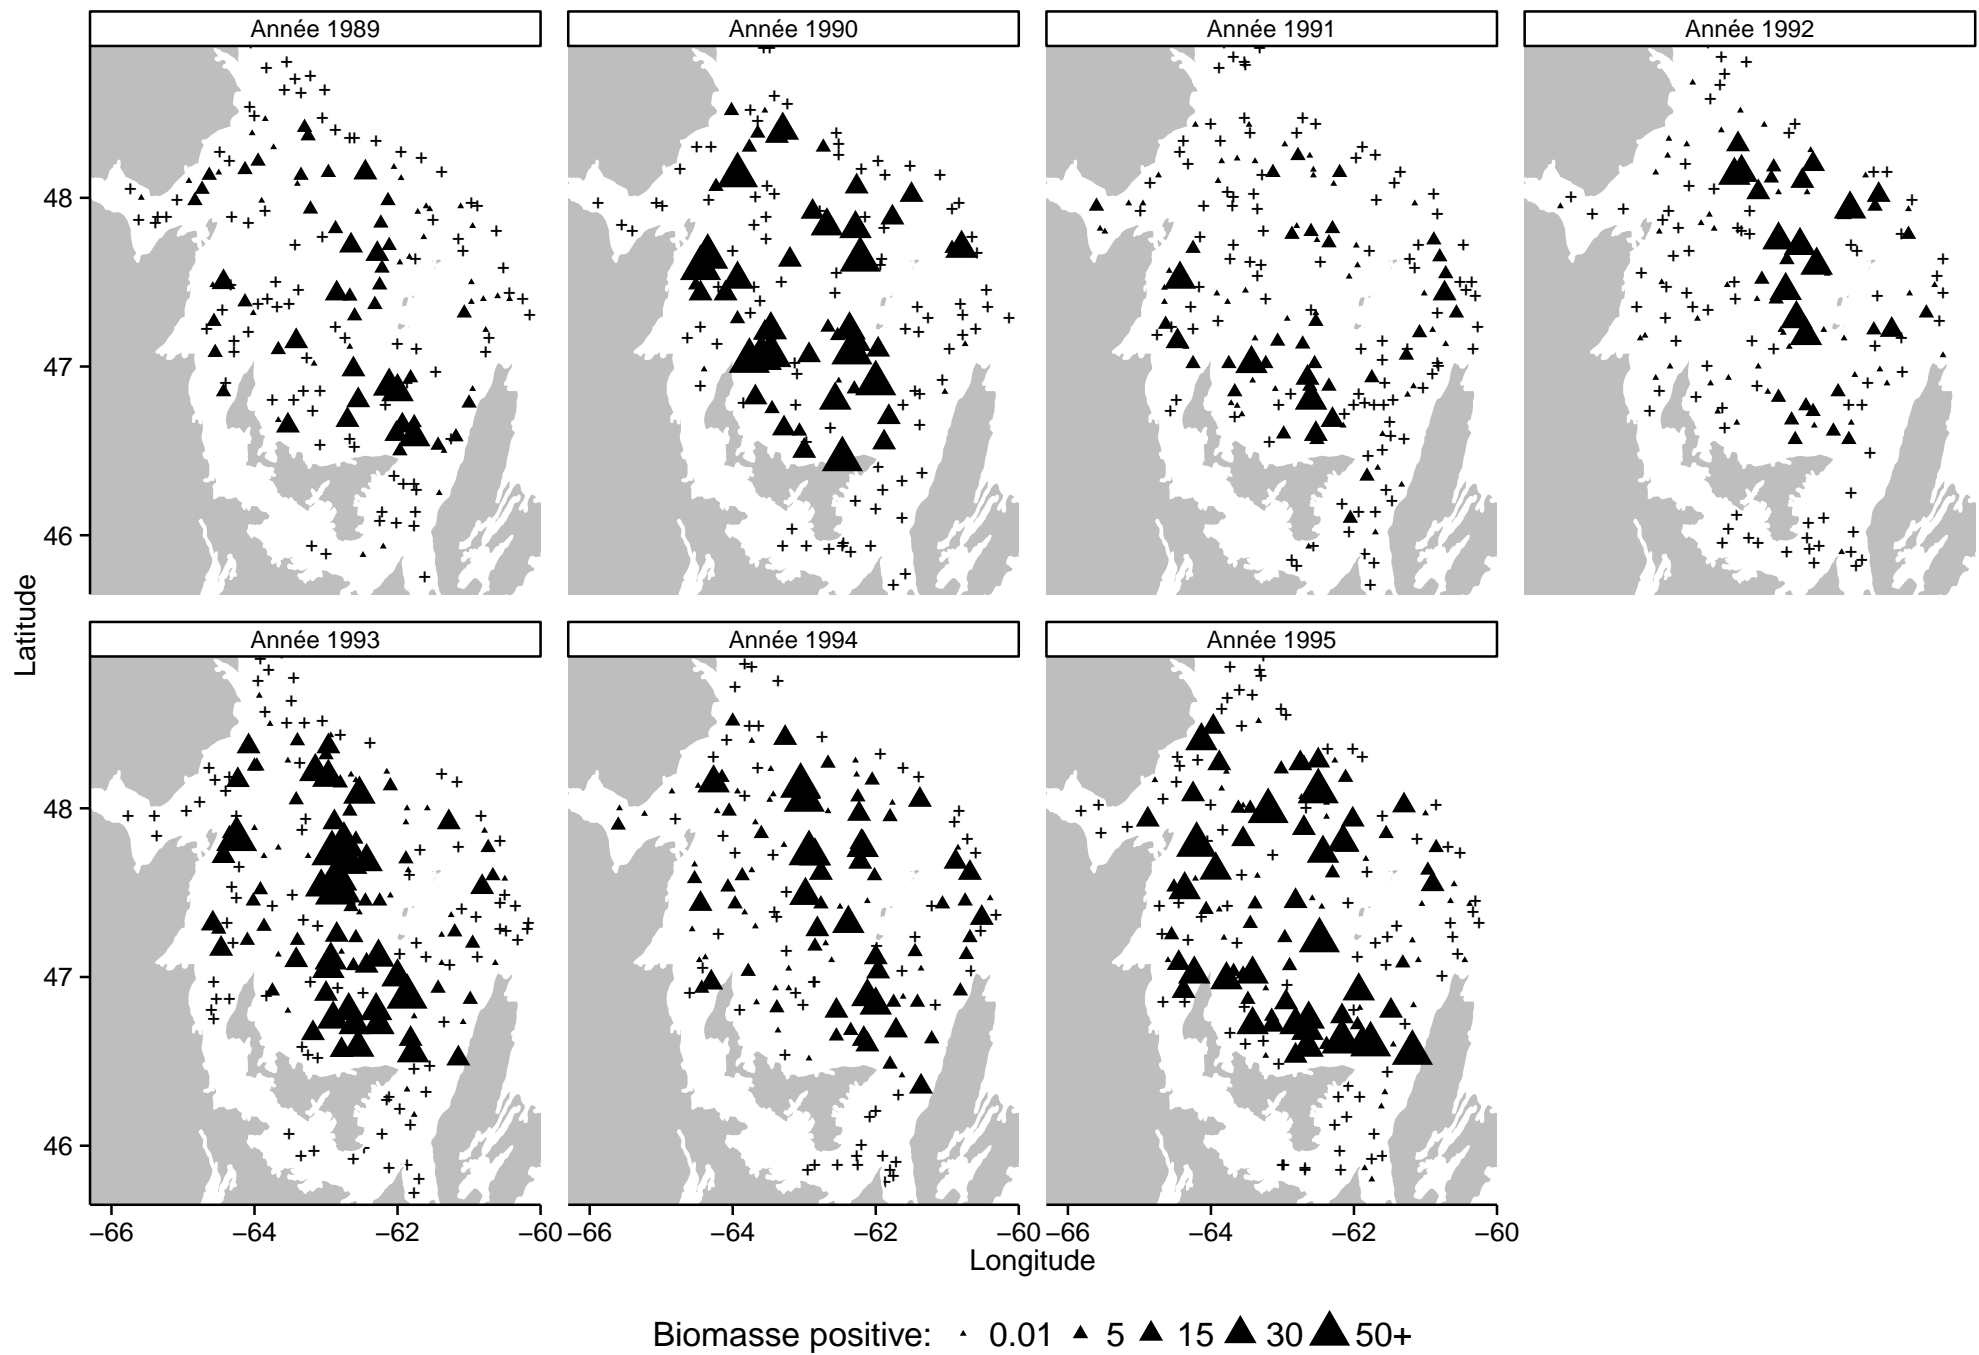 Année 1989
Année 1990
Année 1991
Année 1992
48
47
46
Latitude
Année 1993
Année 1994
Année 1995
48
47
46
−66 −64 −62 −60
−66 −64 −62 −60
−66 −64 −62 −60
Longitude
Biomasse positive: 0.01 5 15 30 50+